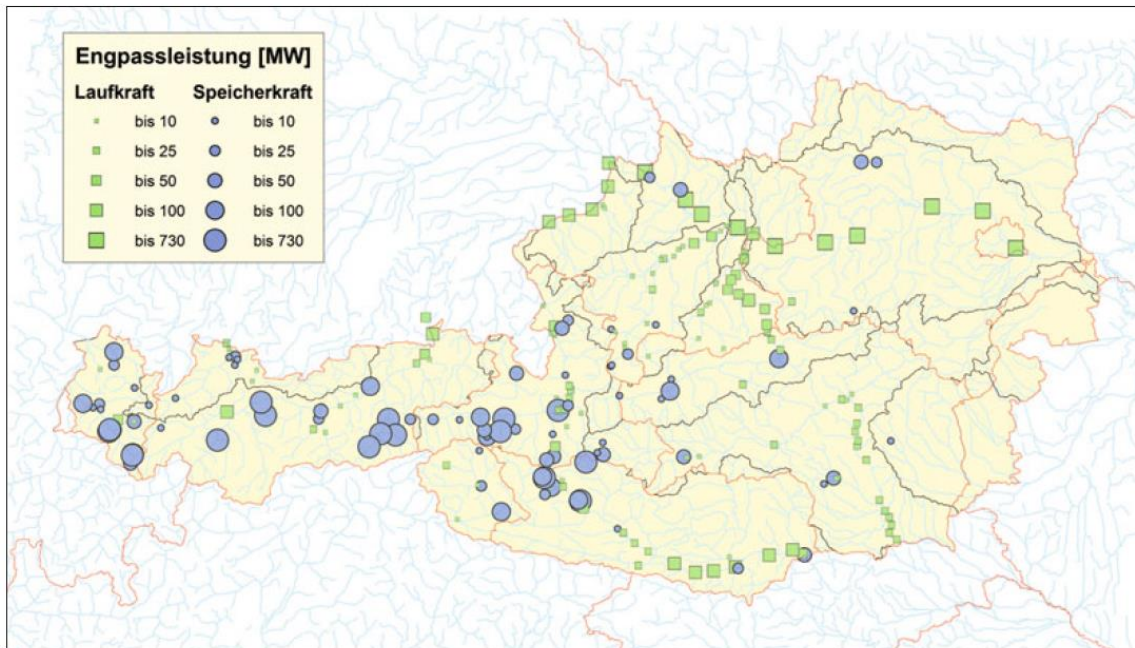 Engpassleistung [MW]
Laufkraft Speicherkraft
bis 10 bis 10
bis 25 bis 25
bis 50 bis 50
bis 100 bis 100
bis 730 bis 730